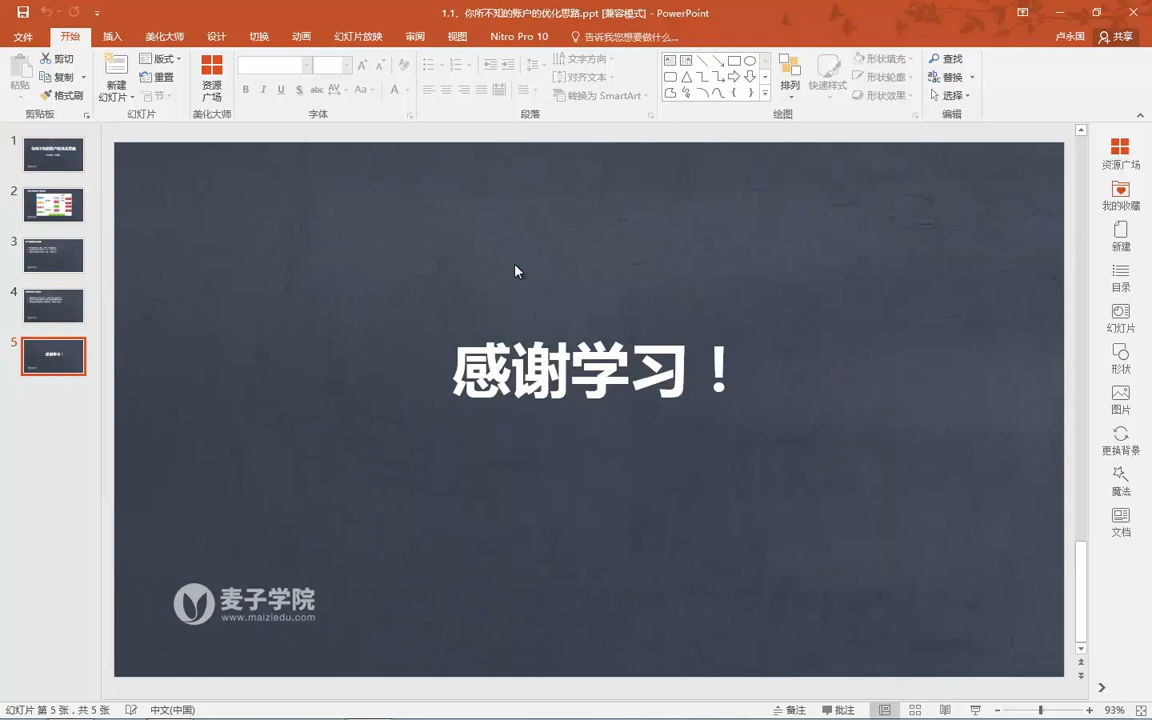 1.1、你所不知的账户的优化思路.ppt [兼容模式] - PowerPoint
文件 开始 插入 美化大师 设计 切换 动画 幻灯片放映 审阅 视图 Nitro Pro 10 告诉我您想要做什么... 卢永国 共享
粘贴 剪切 复制 格式刷 剪贴板
新建幻灯片 版式 重置 节 幻灯片
资源广场 美化大师
B I U S abc AV Aa A 字体
文字方向 对齐文本 转换为 SmartArt 段落
排列 快速样式 形状填充 形状轮廓 形状效果 绘图
查找 替换 选择 编辑
1
2
3
4
5
感谢学习！
麦子学院
www.maiziedu.com
资源广场
我的收藏
新建
目录
幻灯片
形状
图片
更换背景
魔法
文档
幻灯片 第 5 张，共 5 张 中文(中国) 备注 批注 93%